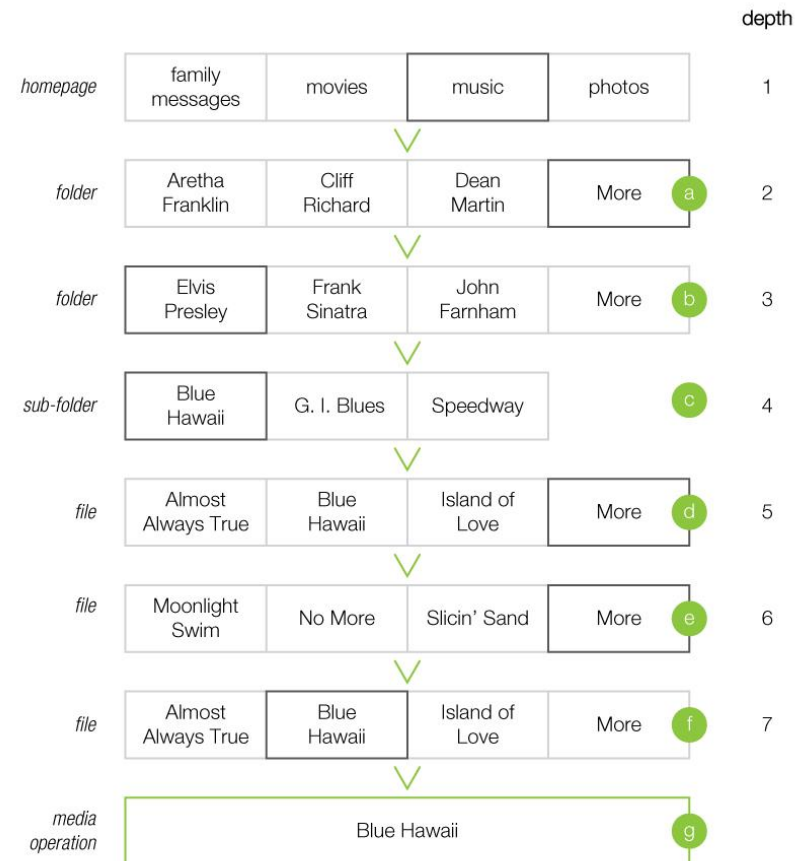 depth
homepage
family
messages
movies
music
photos
1
folder
Aretha
Franklin
Cliff
Richard
Dean
Martin
More
a
2
folder
Elvis
Presley
Frank
Sinatra
John
Farnham
More
b
3
sub-folder
Blue
Hawaii
G. I. Blues
Speedway
c
4
file
Almost
Always True
Blue
Hawaii
Island of
Love
More
d
5
file
Moonlight
Swim
No More
Slicin’ Sand
More
e
6
file
Almost
Always True
Blue
Hawaii
Island of
Love
More
f
7
media
operation
Blue Hawaii
g